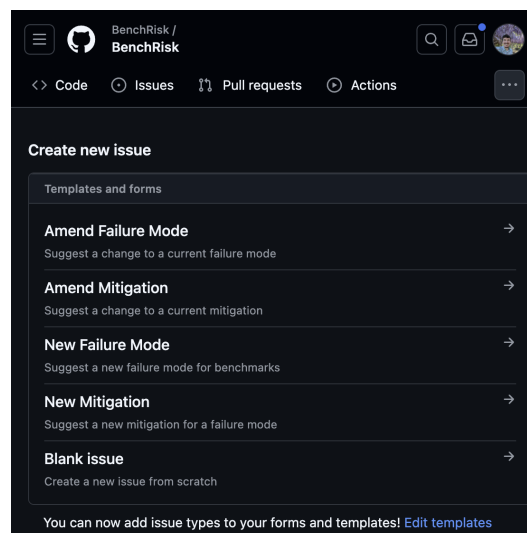 BenchRisk /
BenchRisk
Code Issues Pull requests Actions
Create new issue
Templates and forms
Amend Failure Mode
Suggest a change to a current failure mode
Amend Mitigation
Suggest a change to a current mitigation
New Failure Mode
Suggest a new failure mode for benchmarks
New Mitigation
Suggest a new mitigation for a failure mode
Blank issue
Create a new issue from scratch
You can now add issue types to your forms and templates! Edit templates